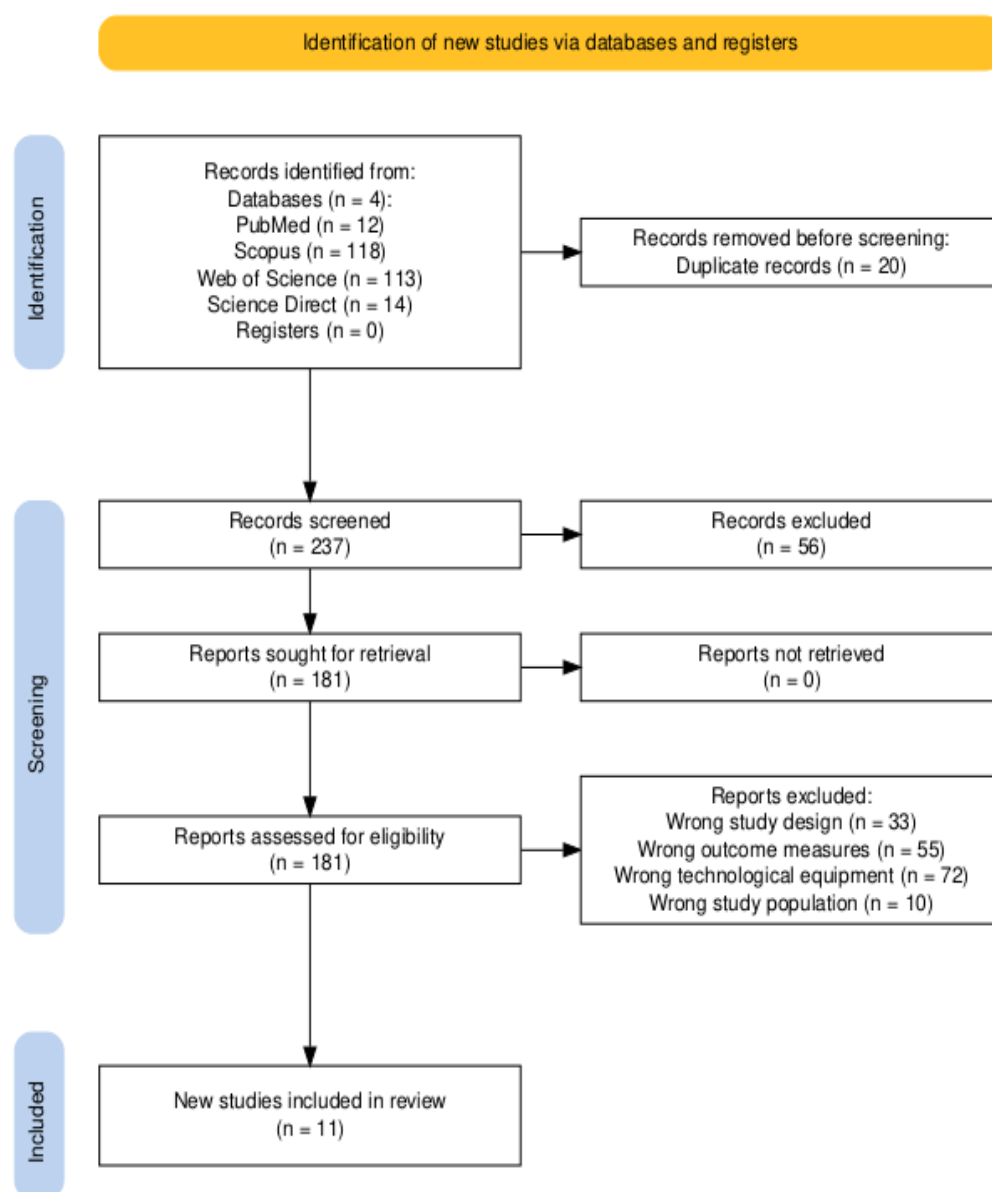 Identification of new studies via databases and registers
Identification
Records identified from:
Databases (n = 4):
PubMed (n = 12)
Scopus (n = 118)
Web of Science (n = 113)
Science Direct (n = 14)
Registers (n = 0)
Records removed before screening:
Duplicate records (n = 20)
Screening
Records screened
(n = 237)
Records excluded
(n = 56)
Reports sought for retrieval
(n = 181)
Reports not retrieved
(n = 0)
Reports assessed for eligibility
(n = 181)
Reports excluded:
Wrong study design (n = 33)
Wrong outcome measures (n = 55)
Wrong technological equipment (n = 72)
Wrong study population (n = 10)
Included
New studies included in review
(n = 11)